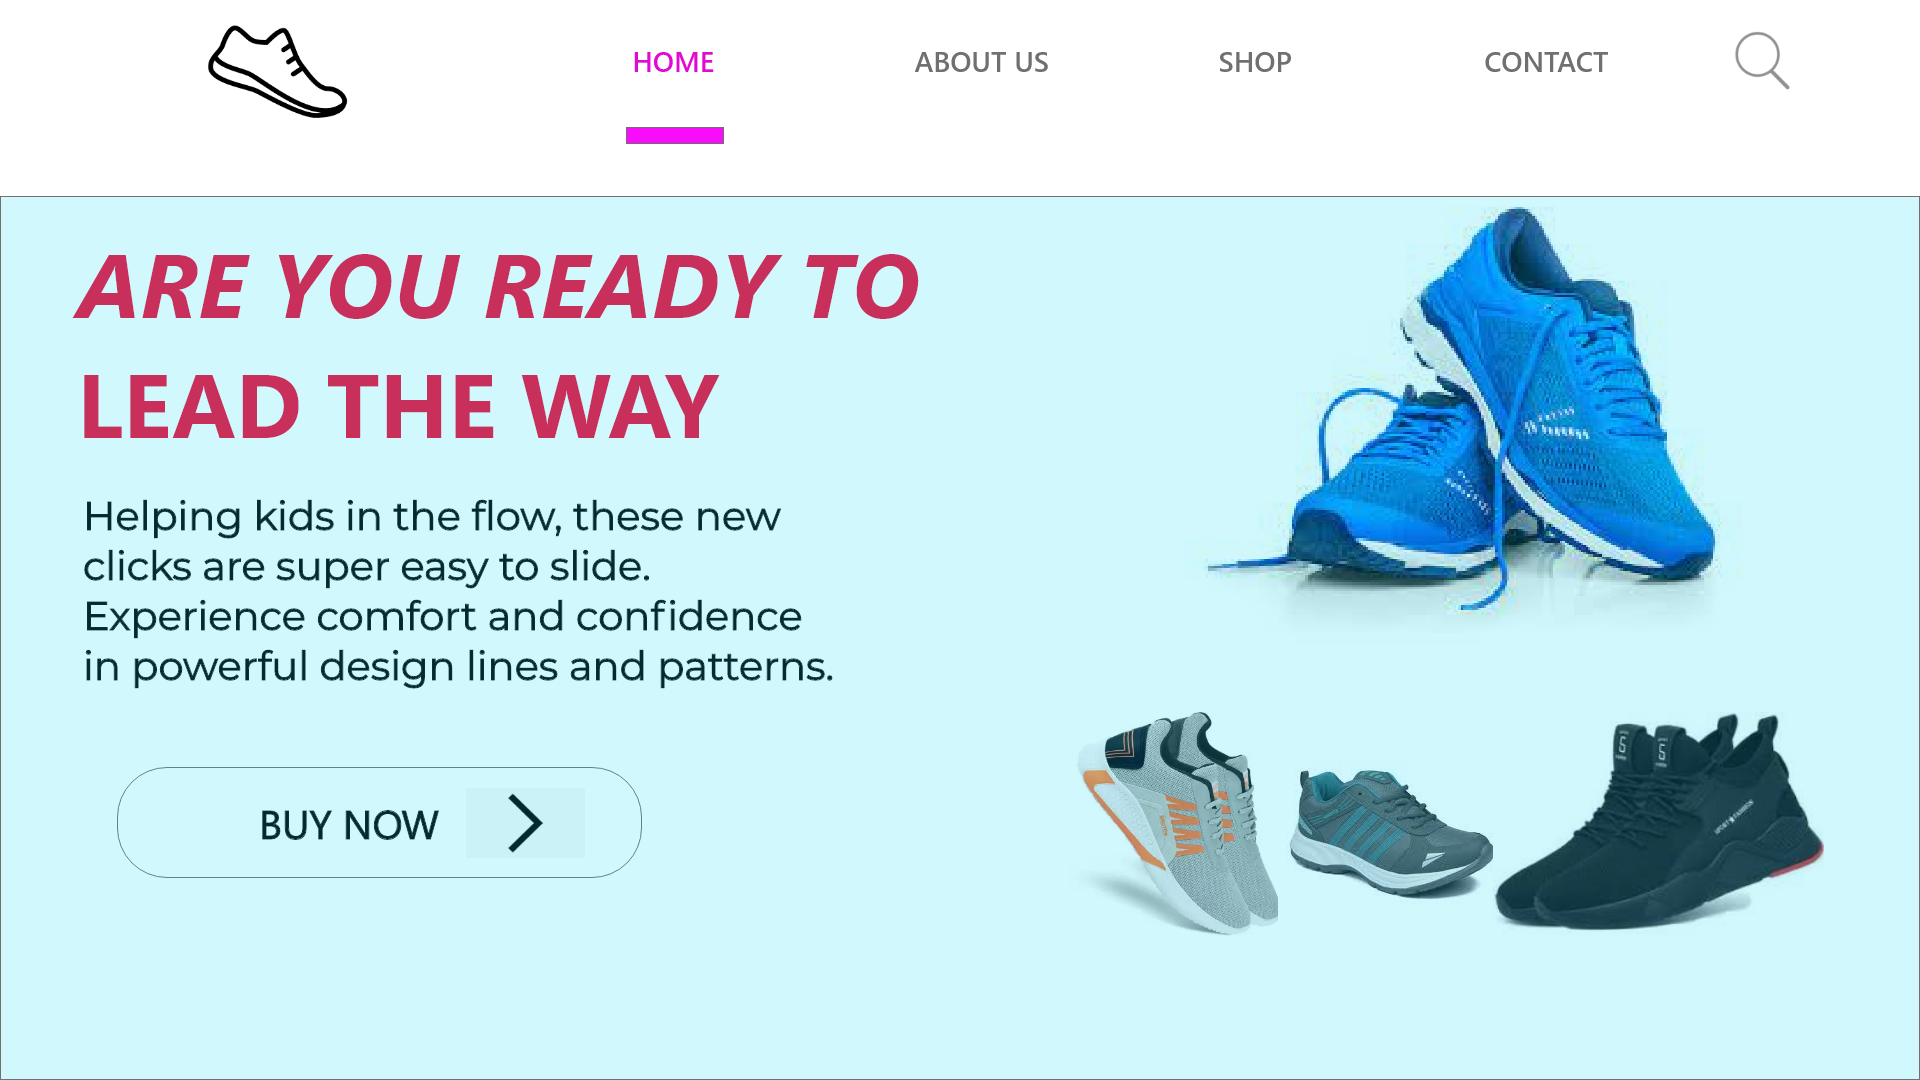 HOME
ABOUT US
SHOP
CONTACT
ARE YOU READY TO
LEAD THE WAY
Helping kids in the flow, these new
clicks are super easy to slide.
Experience comfort and confidence
in powerful design lines and patterns.
BUY NOW